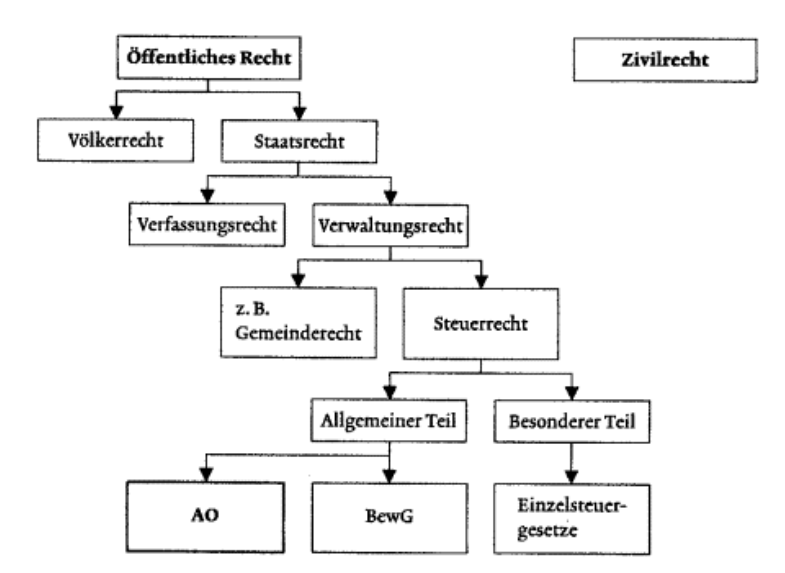 Öffentliches Recht
Zivilrecht
Völkerrecht
Staatsrecht
Verfassungsrecht
Verwaltungsrecht
z. B.
Gemeinderecht
Steuerrecht
Allgemeiner Teil
Besonderer Teil
AO
BewG
Einzelsteuer-
gesetze